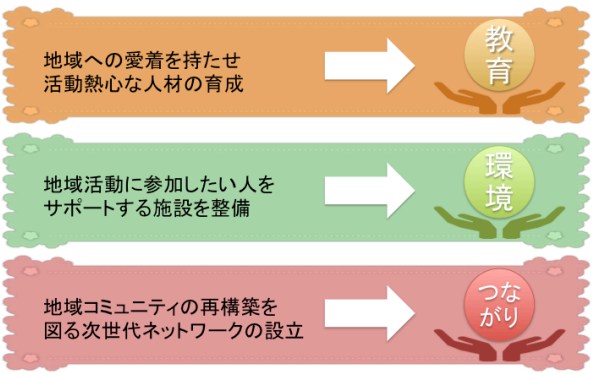 地域への愛着を持たせ
活動熱心な人材の育成
教
育
地域活動に参加したい人を
サポートする施設を整備
環
境
地域コミュニティの再構築を
図る次世代ネットワークの設立
つな
がり